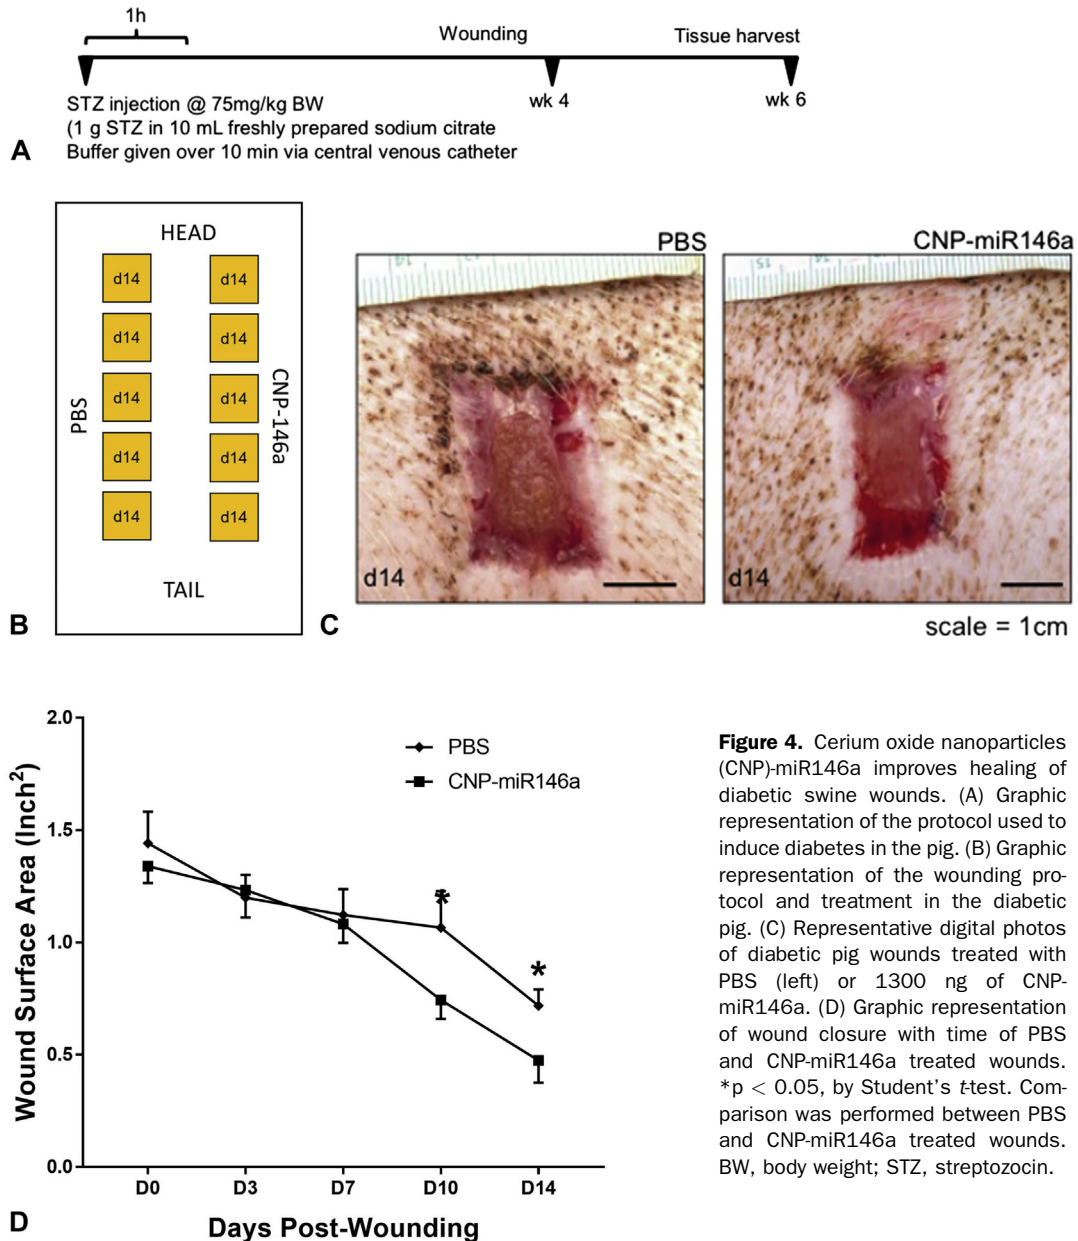 1h
Wounding
Tissue harvest
STZ injection @ 75mg/kg BW
(1 g STZ in 10 mL freshly prepared sodium citrate
Buffer given over 10 min via central venous catheter
wk 4
wk 6
A
HEAD
d14 d14
d14 d14
d14 d14
d14 d14
d14 d14
PBS
CNP-146a
TAIL
B
PBS
CNP-miR146a
14
15
14
d14
d14
scale = 1cm
C
2.0
1.5
1.0
0.5
0.0
Wound Surface Area (Inch²)
PBS
CNP-miR146a
*
*
D0 D3 D7 D10 D14
Days Post-Wounding
D
Figure 4. Cerium oxide nanoparticles
(CNP)-miR146a improves healing of
diabetic swine wounds. (A) Graphic
representation of the protocol used to
induce diabetes in the pig. (B) Graphic
representation of the wounding pro-
tocol and treatment in the diabetic
pig. (C) Representative digital photos
of diabetic pig wounds treated with
PBS (left) or 1300 ng of CNP-
miR146a. (D) Graphic representation
of wound closure with time of PBS
and CNP-miR146a treated wounds.
*p < 0.05, by Student's t-test. Com-
parison was performed between PBS
and CNP-miR146a treated wounds.
BW, body weight; STZ, streptozocin.